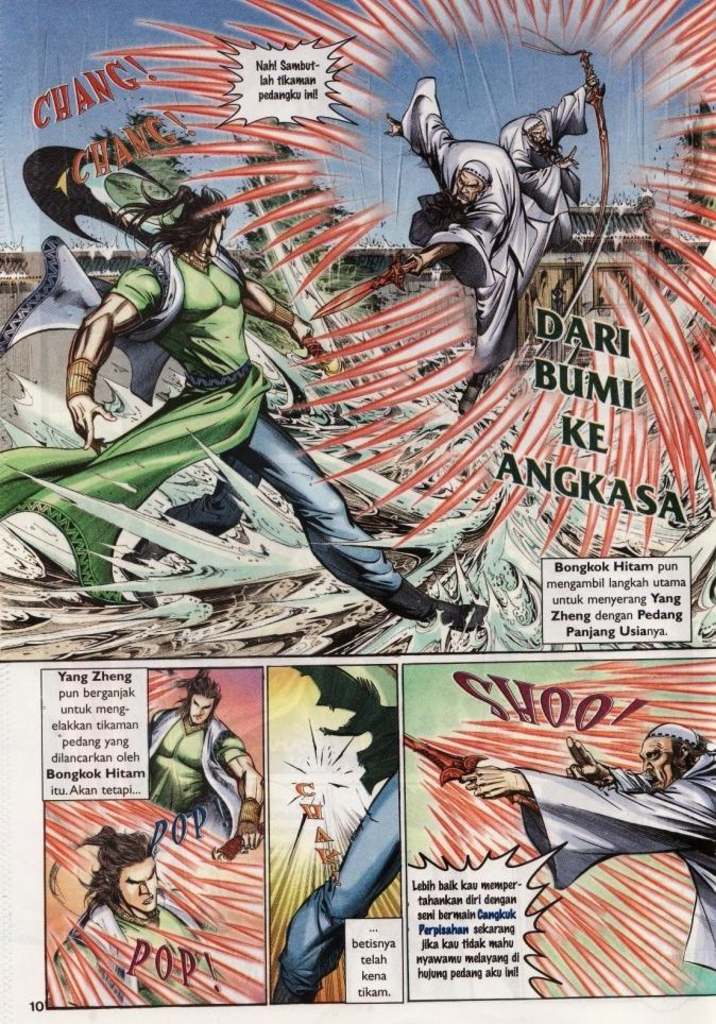 CHANG!
CHANG!
Nah! Sambut-
lah tikaman
pedangku ini!
DARI
BUMI
KE
ANGKASA
Bongkok Hitam pun
mengambil langkah utama
untuk menyerang Yang
Zheng dengan Pedang
Panjang Usianya.
Yang Zheng
pun berganjak
untuk meng-
elakkan tikaman
pedang yang
dilancarkan oleh
Bongkok Hitam
itu. Akan tetapi...
POP!
POP!
CHAKK!
...
betisnya
telah
kena
tikam.
SHOO!
Lebih baik kau memper-
tahankan diri dengan
seni bermain Cangkuk
Perpisahan sekarang
jika kau tidak mahu
nyawamu melayang di
hujung pedang aku ini!
10